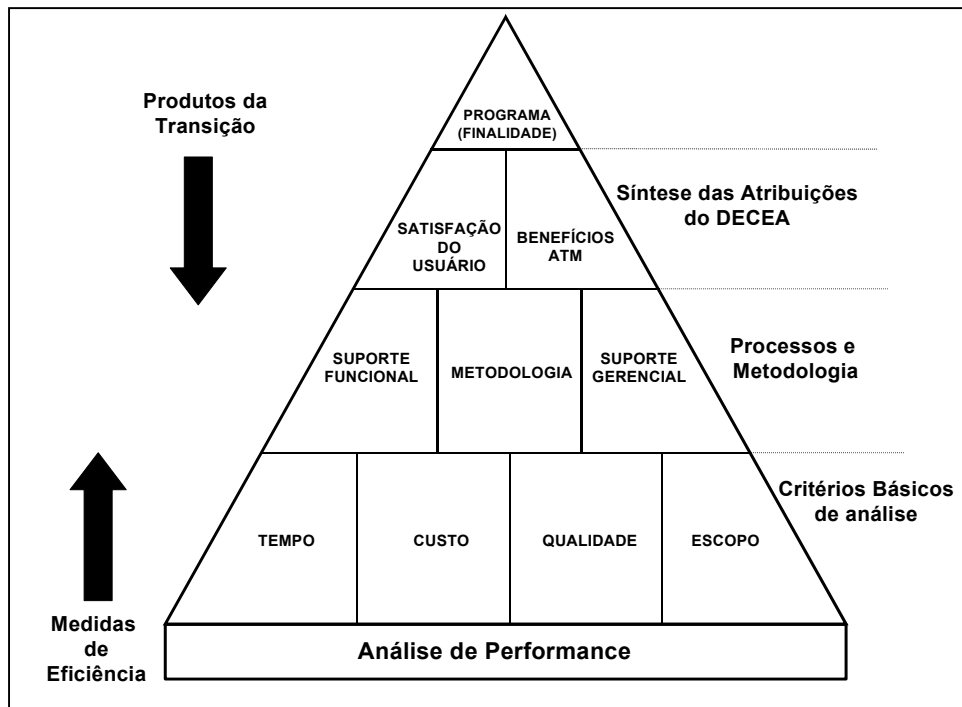 Produtos da
Transição
PROGRAMA
(FINALIDADE)
Síntese das Atribuições
do DECEA
SATISFAÇÃO
DO
USUÁRIO
BENEFÍCIOS
ATM
SUPORTE
FUNCIONAL
METODOLOGIA
SUPORTE
GERENCIAL
Processos e
Metodologia
Critérios Básicos
de análise
TEMPO
CUSTO
QUALIDADE
ESCOPO
Medidas
de
Eficiência
Análise de Performance